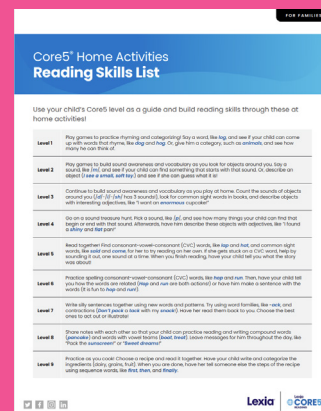 FOR FAMILIES
Core5® Home Activities
Reading Skills List
Use your child's Core5 level as a guide and build reading skills through these at
home activities!
Level 1
Play games to practice rhyming and categorizing! Say a word, like log, and see if your child can come
up with words that rhyme, like dog and hog. Or, give him a category, such as animals, and see how
many he can think of.
Level 2
Play games to build sound awareness and vocabulary as you look for objects around you. Say a
sound, like /m/, and see if your child can find something that starts with that sound. Or, describe an
object (I see a small, soft key) and see if she can guess what it is!
Level 3
Continue to build sound awareness and vocabulary as you play at home. Count the sounds of objects
around you (/d/-/i/-/sh/ has 3 sounds), look for common sight words in books, and describe objects
with interesting adjectives, like "I want an enormous cupcake!"
Level 4
Go on a sound treasure hunt. Pick a sound, like /p/, and see how many things your child can find that
begin or end with that sound. Afterwards, have him describe these objects with adjectives, like "I found
a shiny and flat pan!"
Level 5
Read together! Find consonant-vowel-consonant (CVC) words, like tap and hut, and common sight
words, like said and come, for her to try reading on her own. If she gets stuck on a CVC word, help by
sounding it out, one sound at a time. When you finish reading, have your child tell you what the story
was about!
Level 6
Practice spelling consonant-vowel-consonant (CVC) words, like hop and run. Then, have your child tell
you how the words are related (Hop and run are both actions!) or have him make a sentence with the
words (It is fun to hop and run!).
Level 7
Write silly sentences together using new words and patterns. Try using word families, like -ack, and
contractions (Don't pack a back with my snack!). Have her read them back to you. Choose the best
ones to act out or illustrate!
Level 8
Share notes with each other so that your child can practice reading and writing compound words
(pancake) and words with vowel teams (boat, treat). Leave messages for him throughout the day, like
"Pack the sunscreen" or "Sweet dreams!"
Level 9
Practice as you cook! Choose a recipe and read it together. Have your child write and categorize the
ingredients (dairy, grains, fruit). When you are done, have her tell someone else the steps of the recipe
using sequence words, like first, then, and finally.
Lexia
Lexia
CORE5